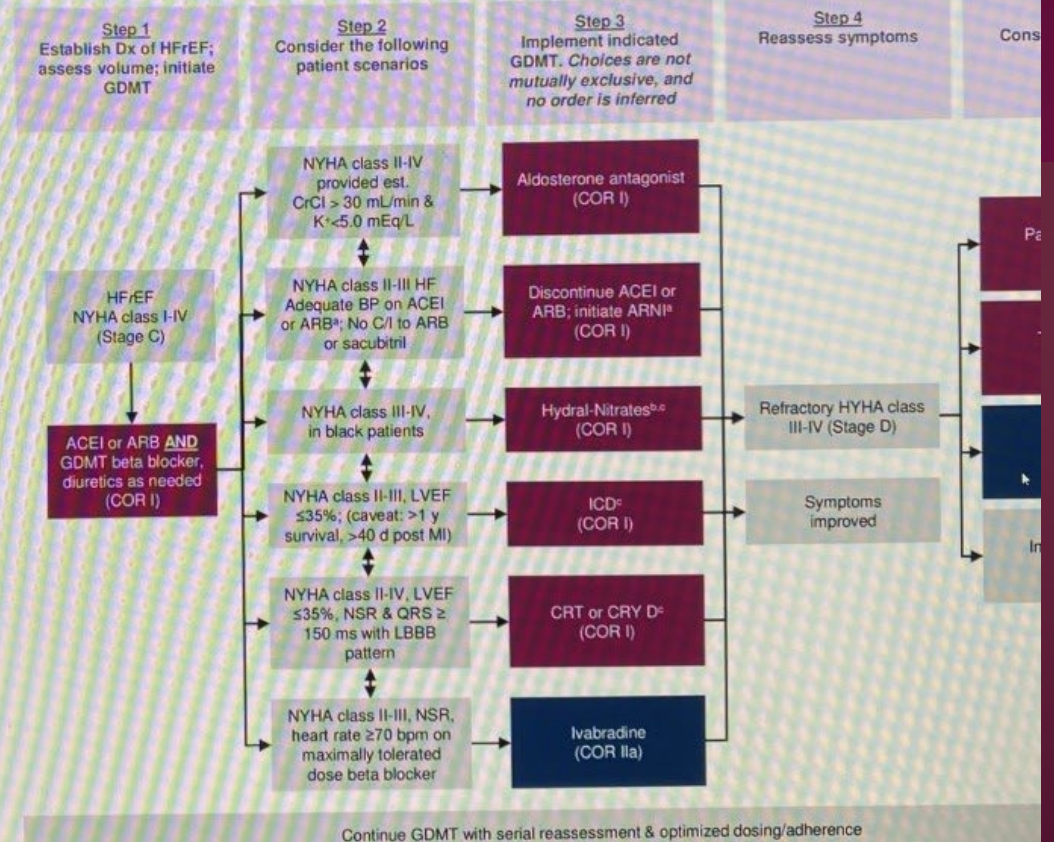 Step 1
Establish Dx of HFrEF;
assess volume; initiate
GDMT
Step 2
Consider the following
patient scenarios
Step 3
Implement indicated
GDMT. Choices are not
mutually exclusive, and
no order is inferred
Step 4
Reassess symptoms
Cons
HFrEF
NYHA class I-IV
(Stage C)
ACEI or ARB AND
GDMT beta blocker,
diuretics as needed
(COR I)
NYHA class II-IV
provided est.
CrCl > 30 mL/min &
K⁺<5.0 mEq/L
NYHA class II-III HF
Adequate BP on ACEI
or ARBᵃ; No C/I to ARB
or sacubitril
NYHA class III-IV,
in black patients
NYHA class II-III, LVEF
≤35%; (caveat: >1 y
survival, >40 d post MI)
NYHA class II-IV, LVEF
≤35%, NSR & QRS ≥
150 ms with LBBB
pattern
NYHA class II-III, NSR,
heart rate ≥70 bpm on
maximally tolerated
dose beta blocker
Aldosterone antagonist
(COR I)
Discontinue ACEI or
ARB; initiate ARNIᵃ
(COR I)
Hydral-Nitratesᵇ,ᶜ
(COR I)
ICDᶜ
(COR I)
CRT or CRY Dᶜ
(COR I)
Ivabradine
(COR IIa)
Refractory HYHA class
III-IV (Stage D)
Symptoms
improved
Pa
In
Continue GDMT with serial reassessment & optimized dosing/adherence